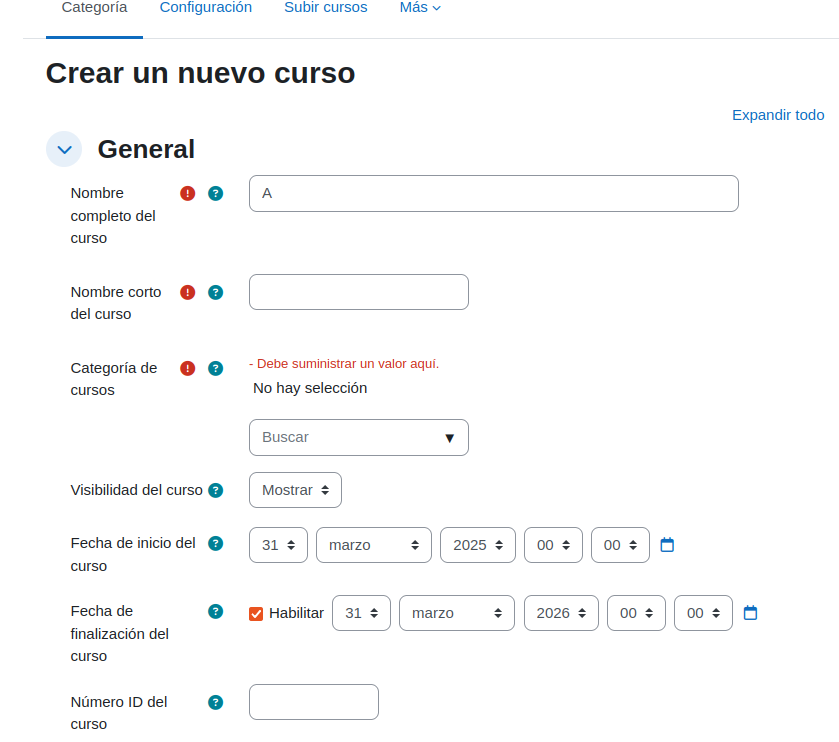 Categoría Configuración Subir cursos Más
Crear un nuevo curso
Expandir todo
General
Nombre completo del curso
A
Nombre corto del curso
Categoría de cursos
- Debe suministrar un valor aquí.
No hay selección
Buscar
Visibilidad del curso
Mostrar
Fecha de inicio del curso
31 marzo 2025 00 00
Fecha de finalización del curso
Habilitar 31 marzo 2026 00 00
Número ID del curso